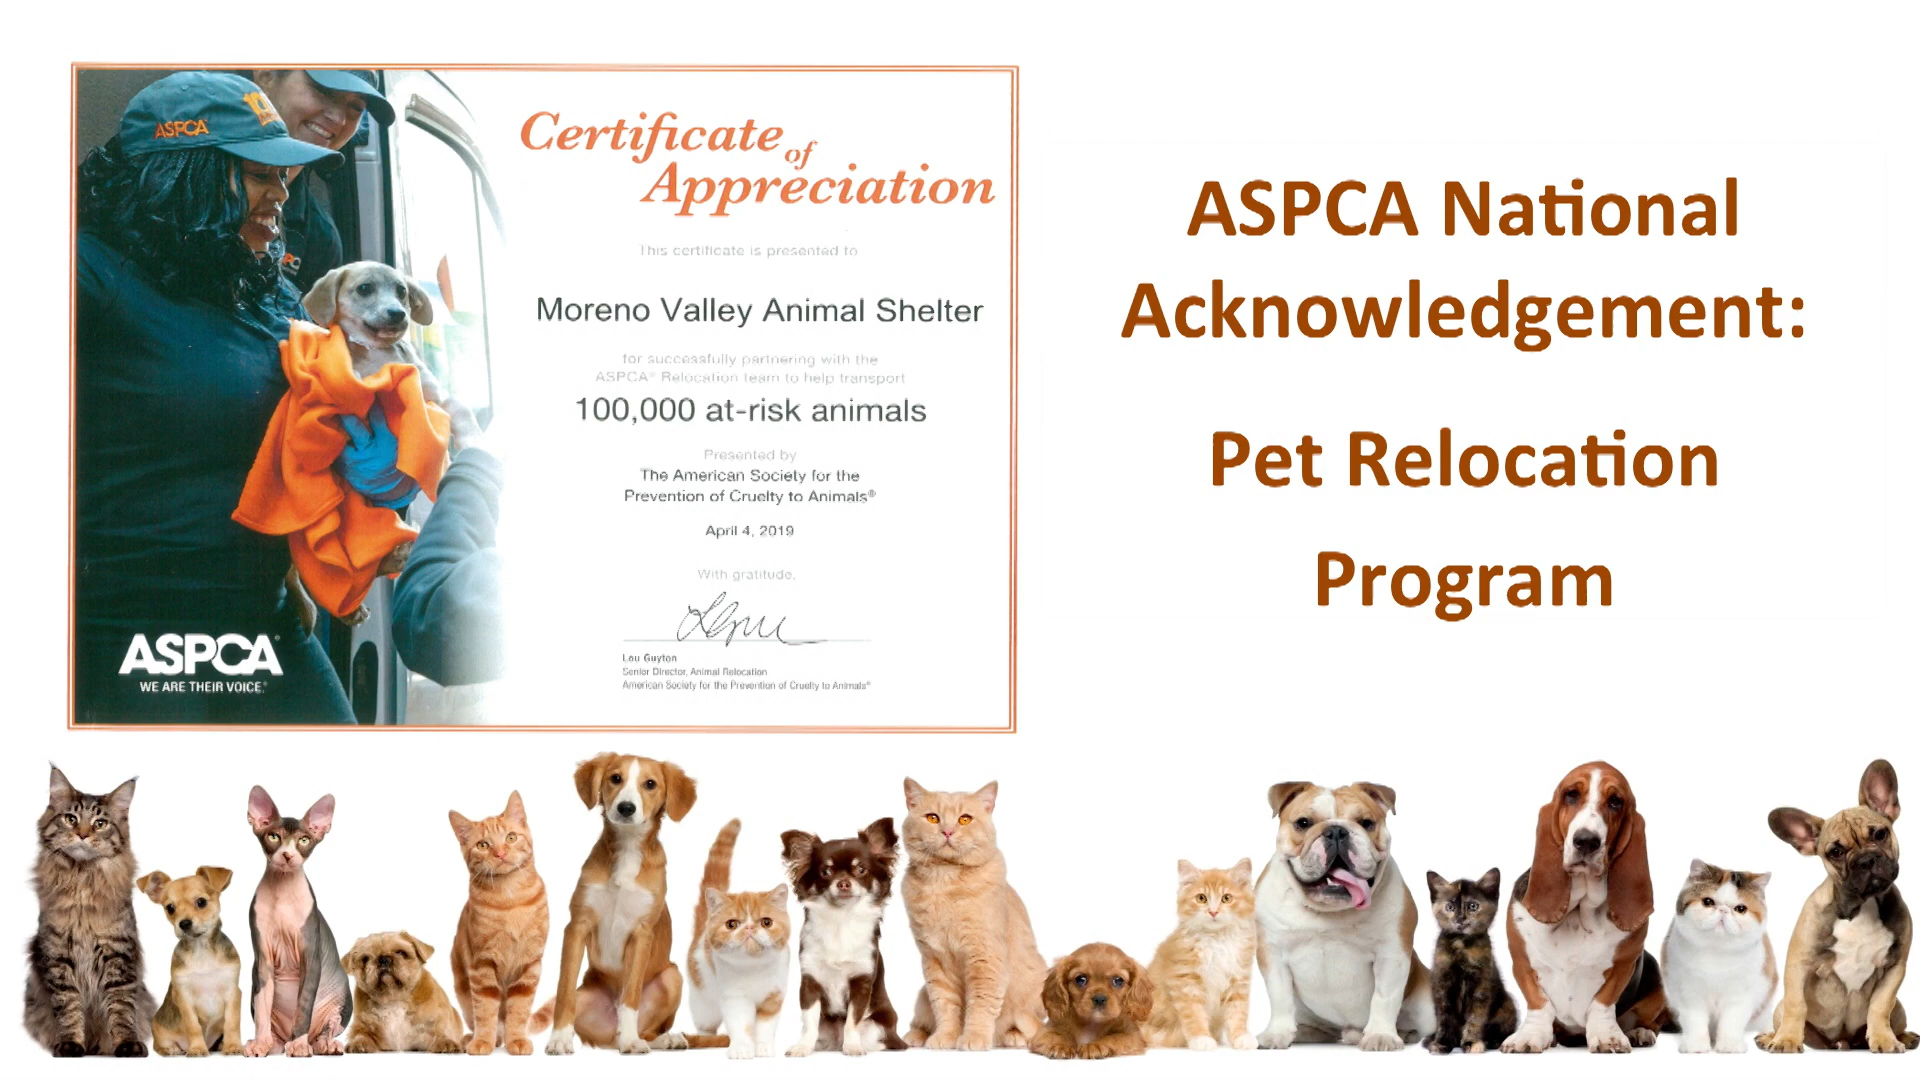 ASPCA
Certificate
of
Appreciation
This certificate is presented to
Moreno Valley Animal Shelter
for successfully partnering with the
ASPCA® Relocation team to help transport
100,000 at-risk animals
Presented by
The American Society for the
Prevention of Cruelty to Animals®
April 4, 2019
With gratitude,
Lou Guyton
Senior Director, Animal Relocation
American Society for the Prevention of Cruelty to Animals®
ASPCA®
WE ARE THEIR VOICE.®
ASPCA National
Acknowledgement:
Pet Relocation
Program